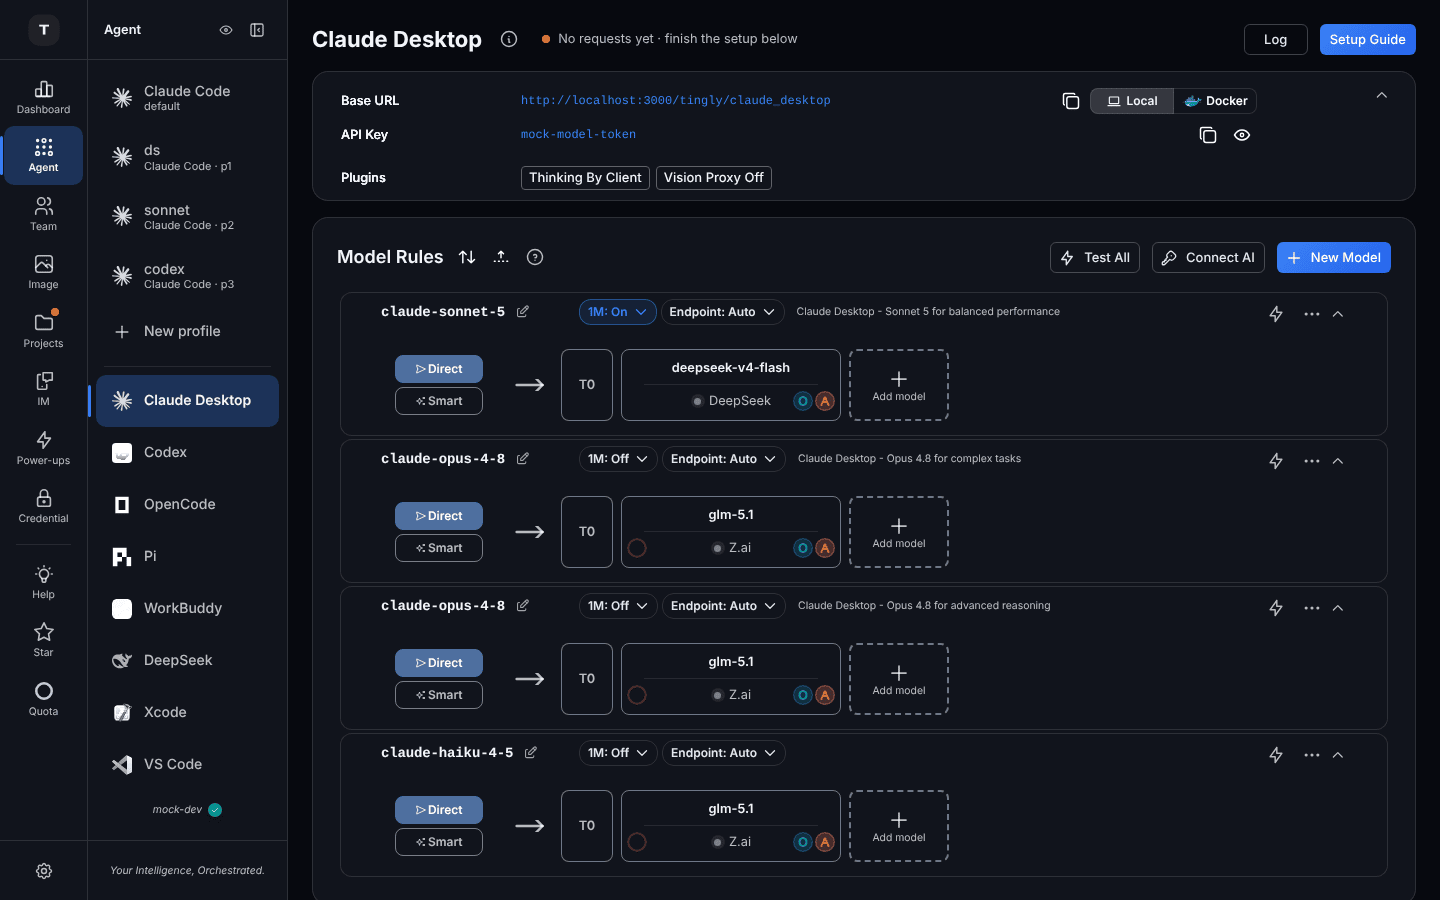 T
Dashboard
Agent
Team
Image
Projects
IM
Power-ups
Credential
Help
Star
Quota
Agent
Claude Code
default
ds
Claude Code · p1
sonnet
Claude Code · p2
codex
Claude Code · p3
New profile
Claude Desktop
Codex
OpenCode
Pi
WorkBuddy
DeepSeek
Xcode
VS Code
mock-dev
Your Intelligence, Orchestrated.
Claude Desktop
No requests yet · finish the setup below
Log
Setup Guide
Base URL
http://localhost:3000/tingly/claude_desktop
Local
Docker
API Key
mock-model-token
Plugins
Thinking By Client
Vision Proxy Off
Model Rules
Test All
Connect AI
New Model
claude-sonnet-5
1M: On
Endpoint: Auto
Claude Desktop - Sonnet 5 for balanced performance
Direct
Smart
T0
deepseek-v4-flash
DeepSeek
O
A
Add model
claude-opus-4-8
1M: Off
Endpoint: Auto
Claude Desktop - Opus 4.8 for complex tasks
Direct
Smart
T0
glm-5.1
Z.ai
O
A
Add model
claude-opus-4-8
1M: Off
Endpoint: Auto
Claude Desktop - Opus 4.8 for advanced reasoning
Direct
Smart
T0
glm-5.1
Z.ai
O
A
Add model
claude-haiku-4-5
1M: Off
Endpoint: Auto
Direct
Smart
T0
glm-5.1
Z.ai
O
A
Add model